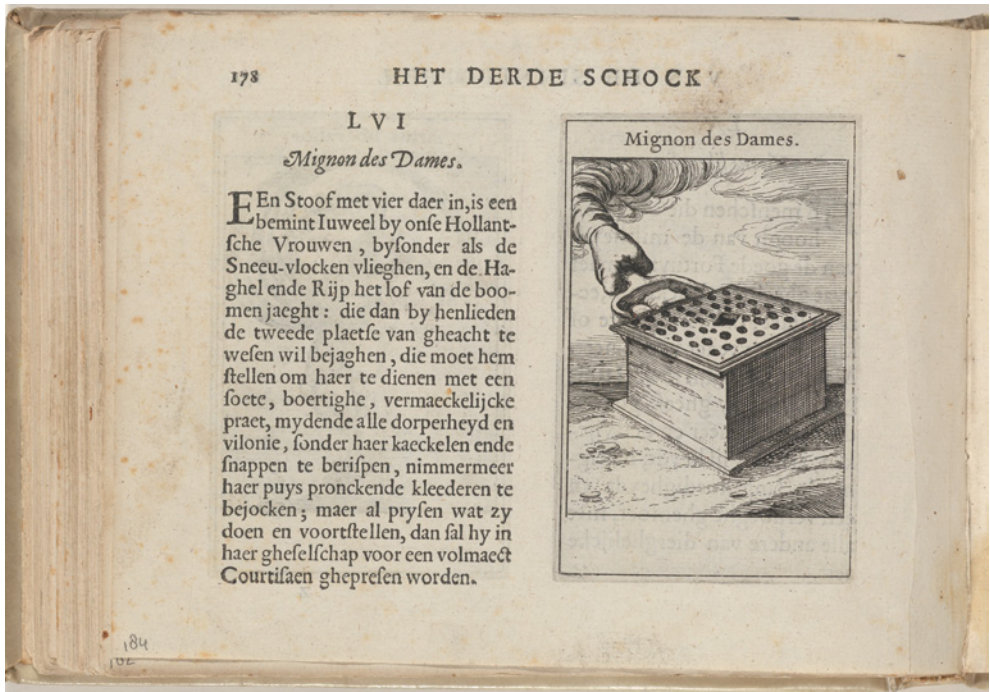 178 HET DERDE SCHOCK
LVI
Mignon des Dames.
EEn Stoof met vier daer in, is een
bemint Iuweel by onſe Hollant-
ſche Vrouwen, byſonder als de
Sneeu-vlocken vlieghen, en de Ha-
ghel ende Rijp het lof van de boo-
men jaeght: die dan by henlieden
de tweede plaetſe van gheacht te
weſen wil bejaghen, die moet hem
ſtellen om haer te dienen met een
ſoete, boertighe, vermaeckelijcke
praet, mydende alle dorperheyd en
vilonie, ſonder haer kaeckelen ende
ſnappen te beriſpen, nimmermeer
haer puys pronckende kleederen te
bejocken; maer al pryſen wat zy
doen en voortſtellen, dan ſal hy in
haer gheſelſchap voor een volmaect
Courtiſaen ghepreſen worden.
Mignon des Dames.
184